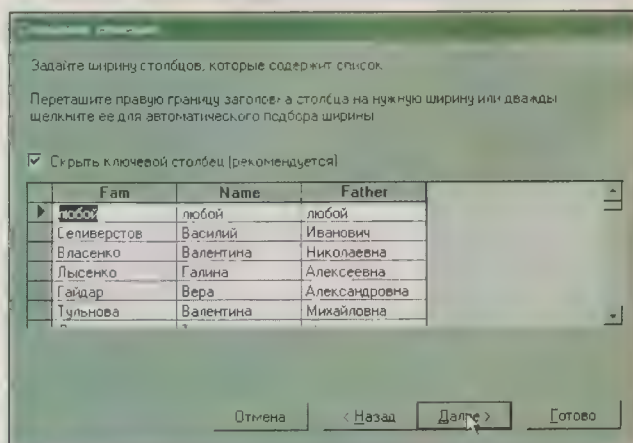 Задайте ширину столбцов, которые содержит список
Перетащите правую границу заголовка столбца на нужную ширину или дважды
щелкните ее для автоматического подбора ширины
Скрыть ключевой столбец (рекомендуется)
Fam Name Father
любой любой любой
Селиверстов Василий Иванович
Власенко Валентина Николаевна
Лысенко Галина Алексеевна
Гайдар Вера Александровна
Тульнова Валентина Михайловна
Отмена < Назад Далее > Готово